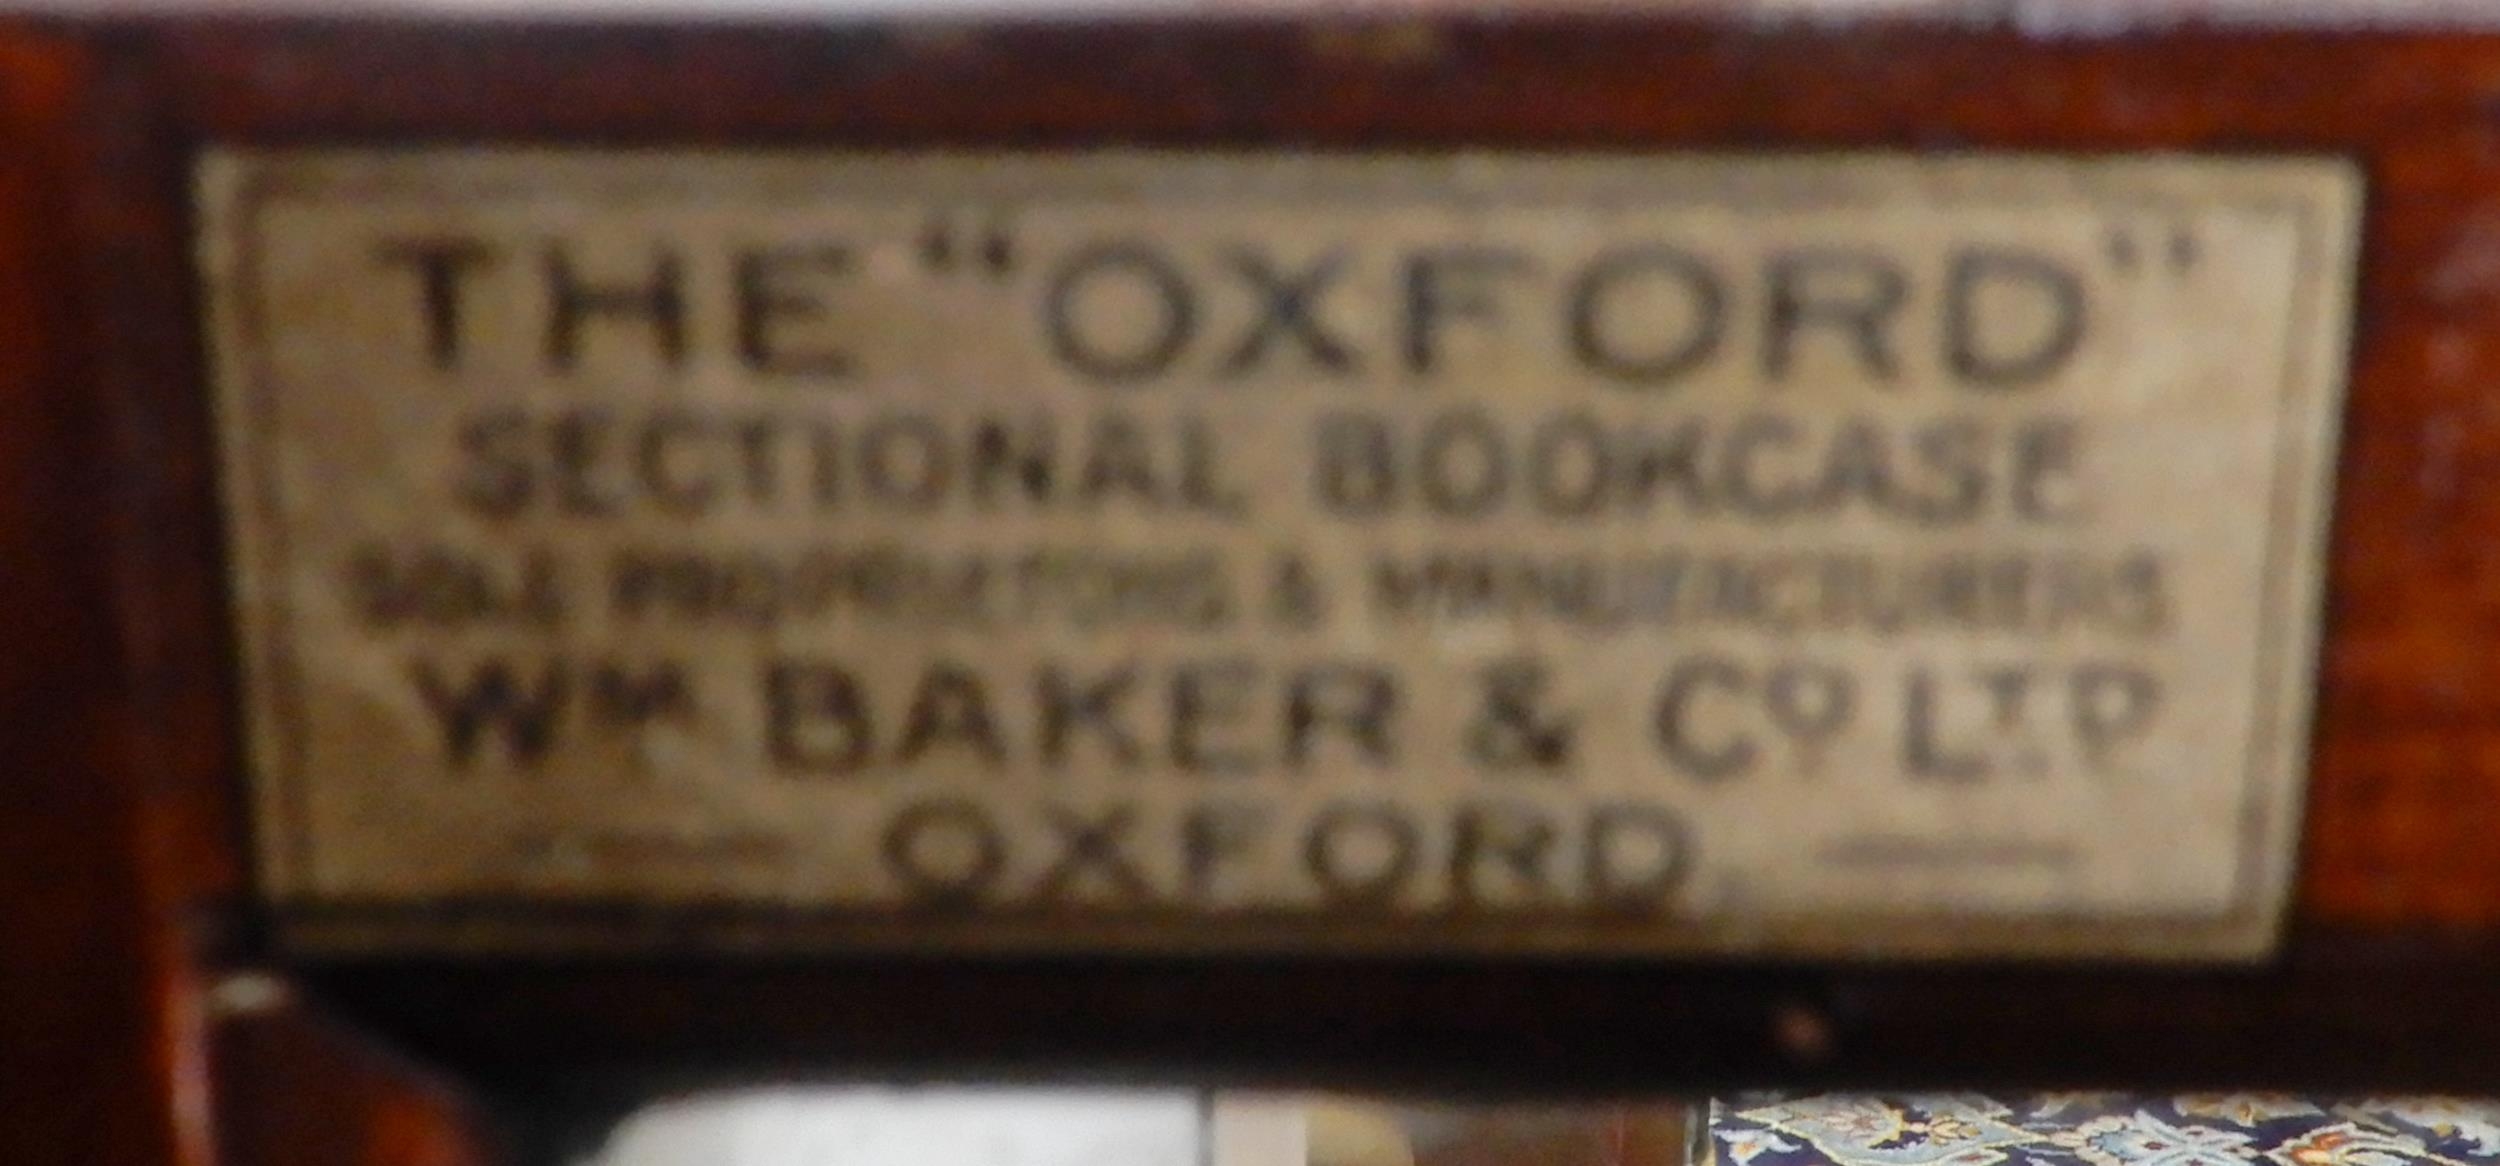 THE "OXFORD"
SECTIONAL BOOKCASE
SOLE PROPRIETORS & MANUFACTURERS
WM BAKER & CO LTD
OXFORD